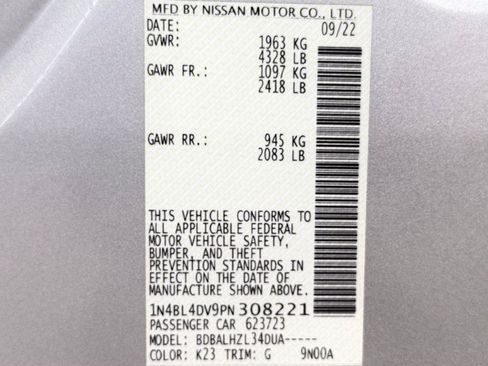 MFD BY NISSAN MOTOR CO., LTD.
DATE: 09/22
GVWR: 1963 KG
4328 LB
GAWR FR.: 1097 KG
2418 LB
GAWR RR.: 945 KG
2083 LB
THIS VEHICLE CONFORMS TO
ALL APPLICABLE FEDERAL
MOTOR VEHICLE SAFETY,
BUMPER, AND THEFT
PREVENTION STANDARDS IN
EFFECT ON THE DATE OF
MANUFACTURE SHOWN ABOVE.
1N4BL4DV9PN308221
PASSENGER CAR 623723
MODEL: BDBALHZL34DUA-----
COLOR: K23 TRIM: G 9N00A